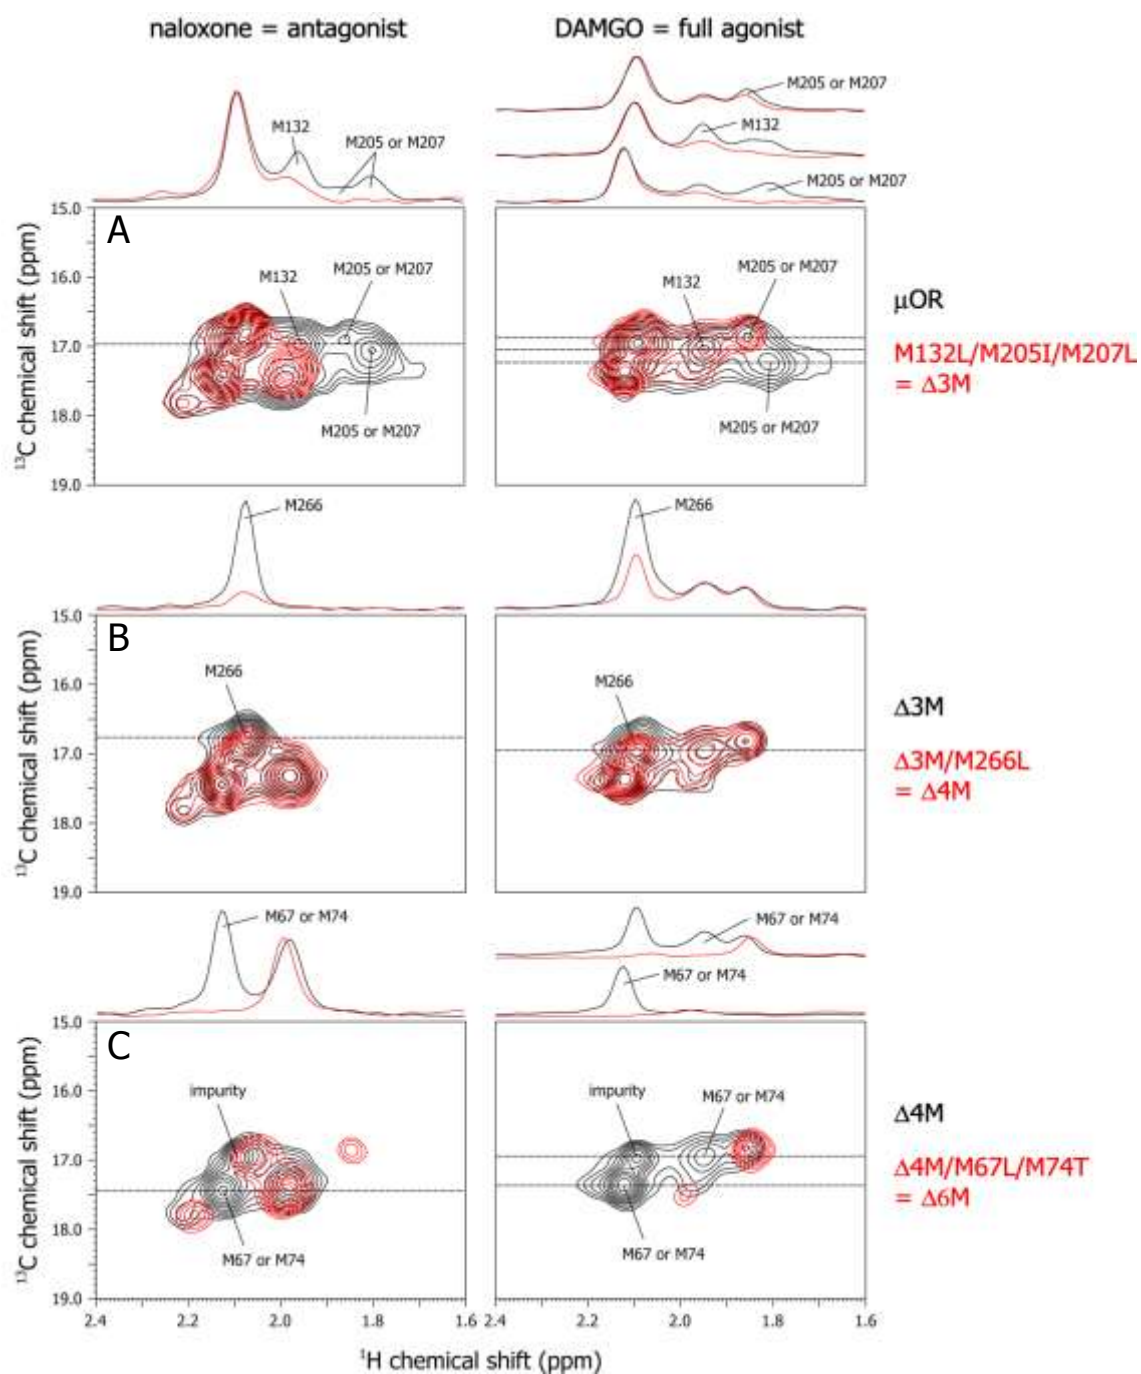 naloxone = antagonist
DAMGO = full agonist
M132
M205 or M207
M205 or M207
M132
M205 or M207
15.0
16.0
17.0
18.0
19.0
¹³C chemical shift (ppm)
A
M132
M205 or M207
M205 or M207
M132
M205 or M207
M205 or M207
µOR
M132L/M205I/M207L
= Δ3M
M266
M266
15.0
16.0
17.0
18.0
19.0
¹³C chemical shift (ppm)
B
M266
M266
Δ3M
Δ3M/M266L
= Δ4M
M67 or M74
M67 or M74
M67 or M74
15.0
16.0
17.0
18.0
19.0
¹³C chemical shift (ppm)
C
impurity
M67 or M74
impurity
M67 or M74
M67 or M74
Δ4M
Δ4M/M67L/M74T
= Δ6M
2.4 2.2 2.0 1.8 1.6
2.2 2.0 1.8 1.6
¹H chemical shift (ppm)